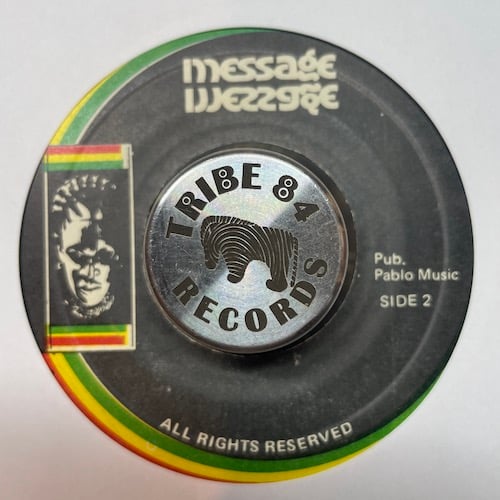 message
message
TRIBE 84
RECORDS
Pub.
Pablo Music
SIDE 2
ALL RIGHTS RESERVED